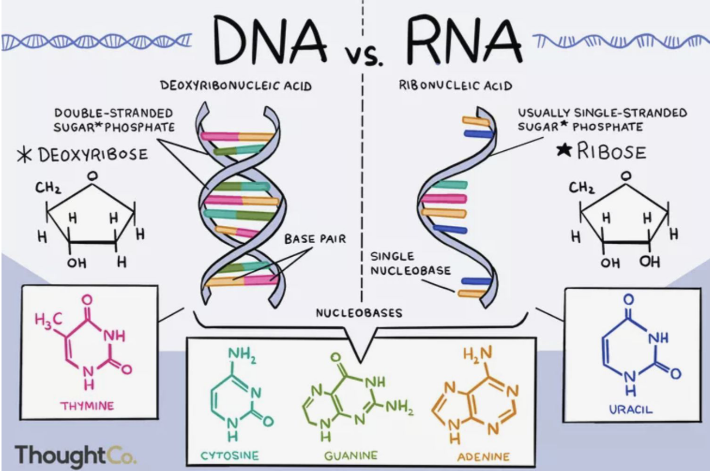 DNA vs. RNA
DEOXYRIBONUCLEIC ACID
RIBONUCLEIC ACID
DOUBLE-STRANDED
SUGAR* PHOSPHATE
* DEOXYRIBOSE
CH₂
O
H
H
H
H
OH
H
BASE PAIR
USUALLY SINGLE-STRANDED
SUGAR* PHOSPHATE
★ RIBOSE
CH₂
O
H
H
H
H
OH
OH
SINGLE
NUCLEOBASE
NUCLEOBASES
O
H₃C
NH
N
H
O
THYMINE
NH₂
N
N
H
O
CYTOSINE
O
N
NH
N
H
N
NH₂
GUANINE
H₂N
N
N
N
H
N
ADENINE
O
NH
N
H
O
URACIL
ThoughtCo.